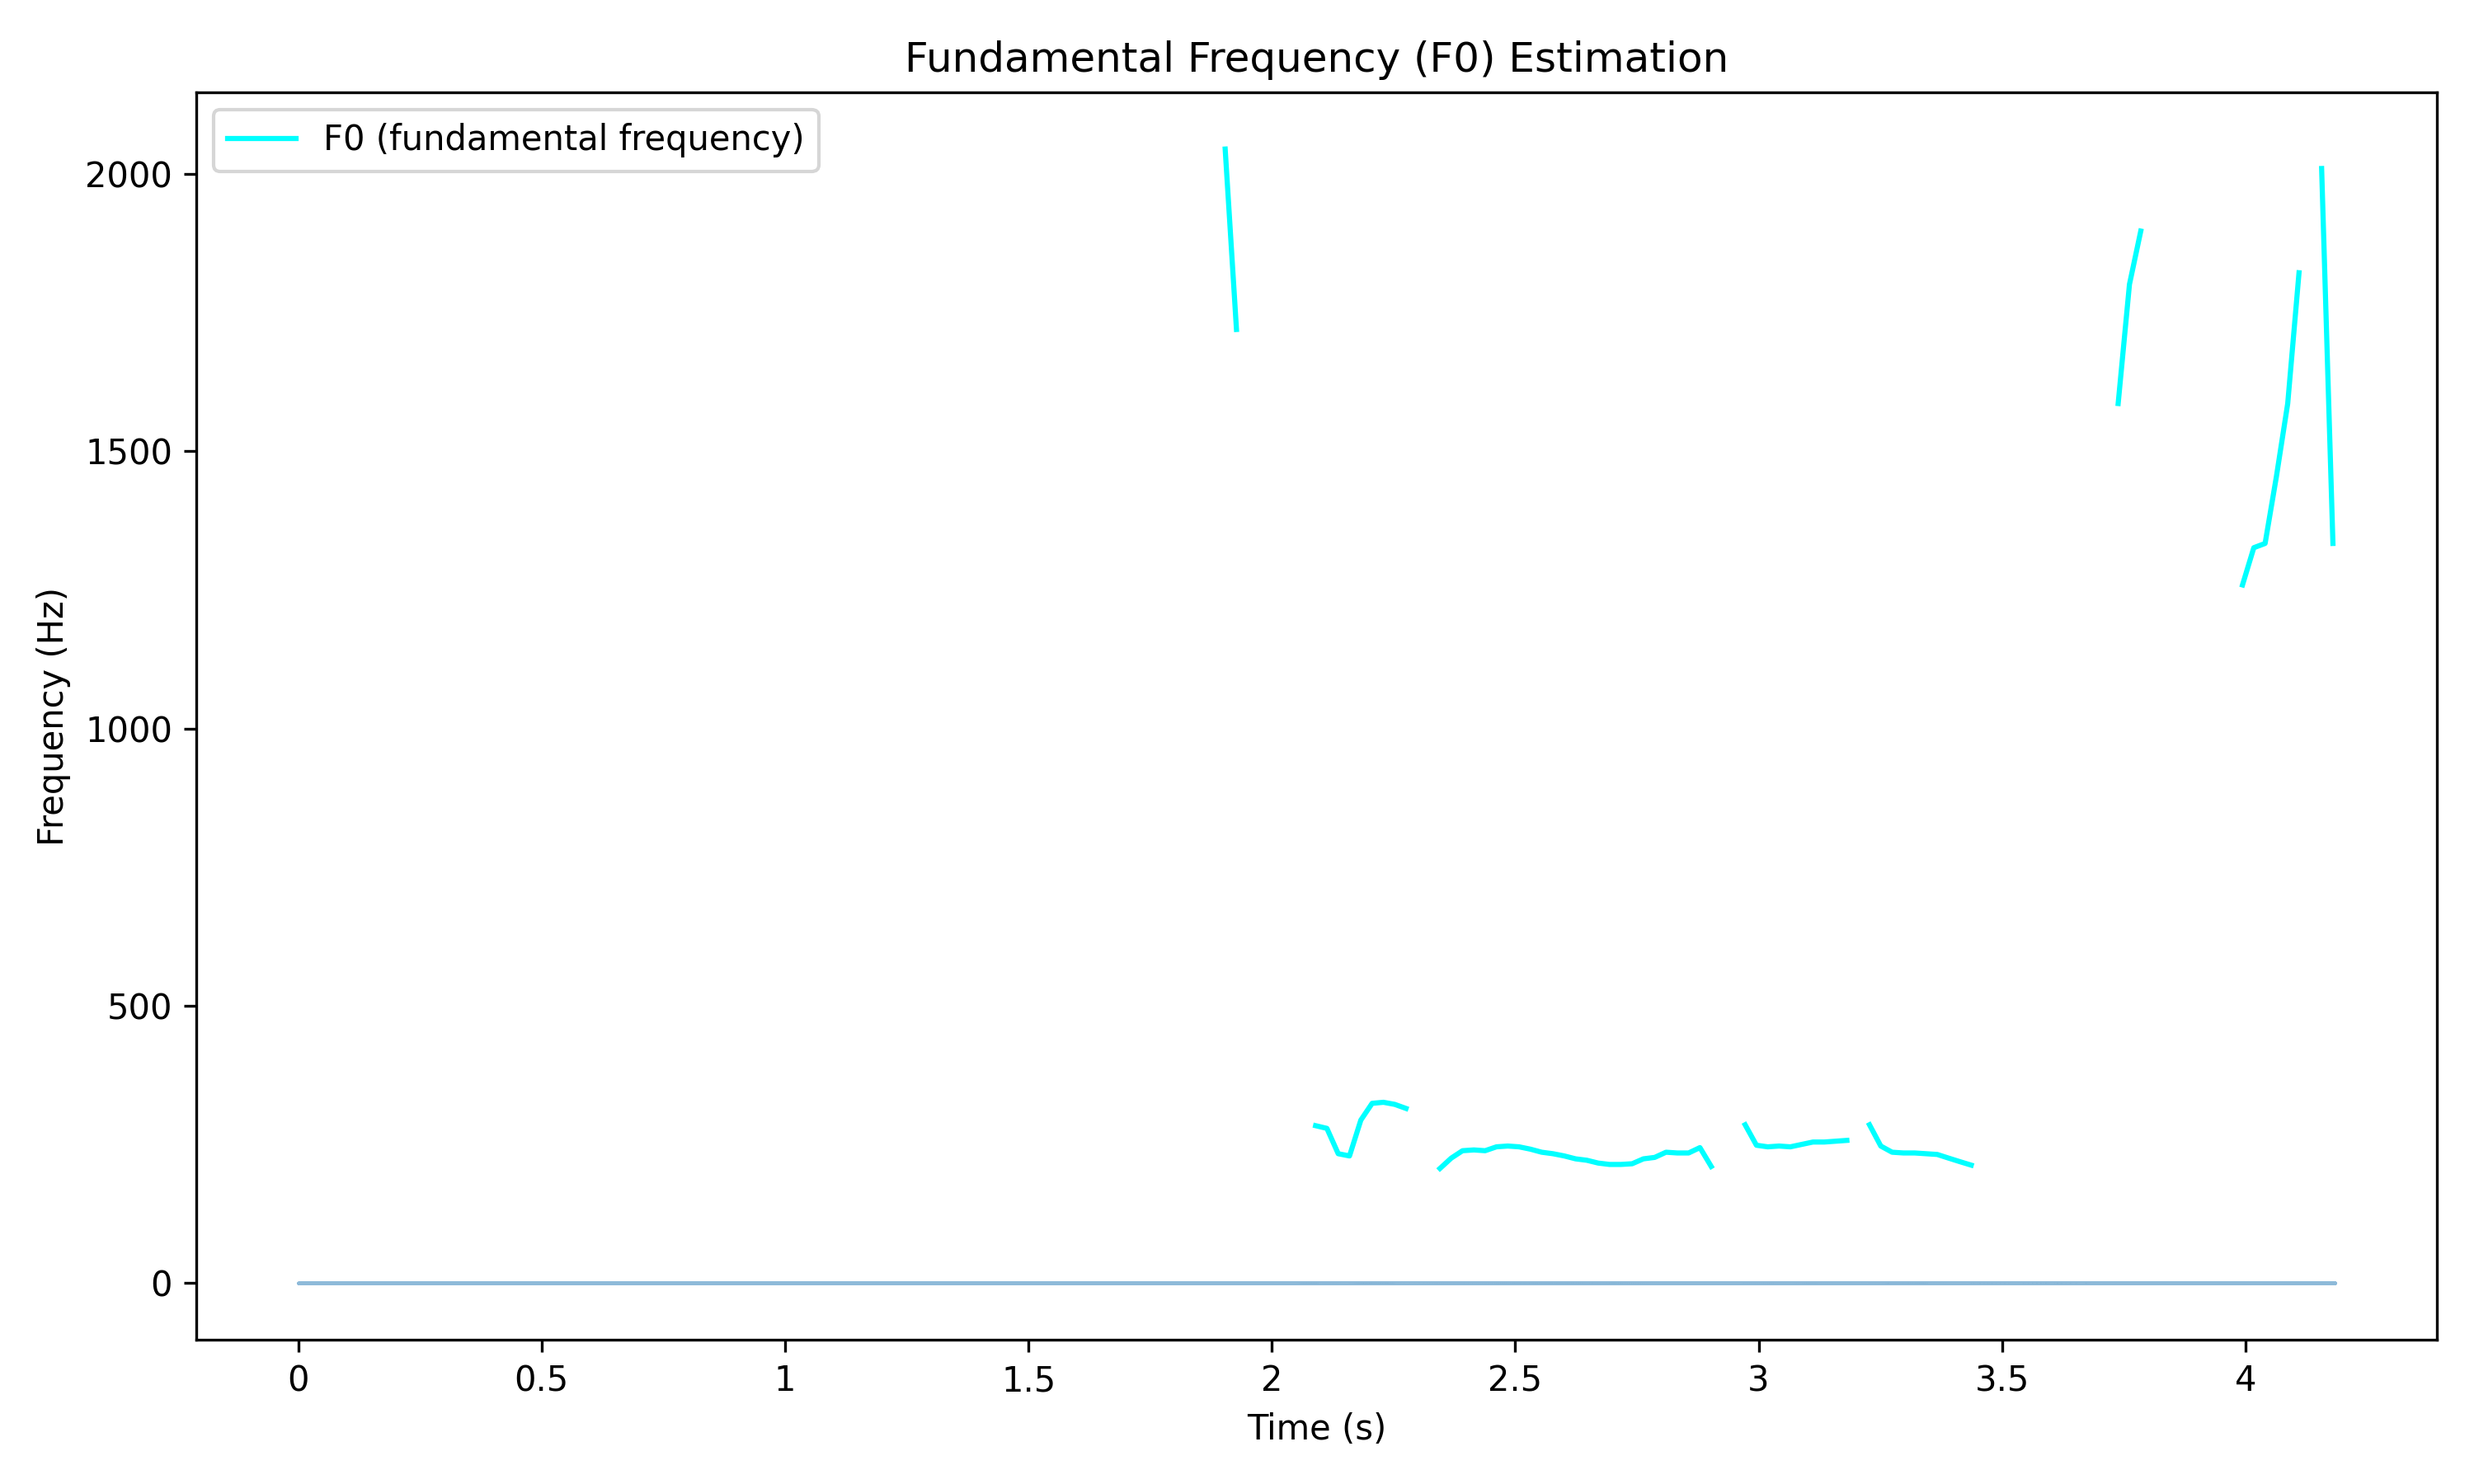 Fundamental Frequency (F0) Estimation
F0 (fundamental frequency)
2000
1500
1000
500
0
Frequency (Hz)
0 0.5 1 1.5 2 2.5 3 3.5 4
Time (s)